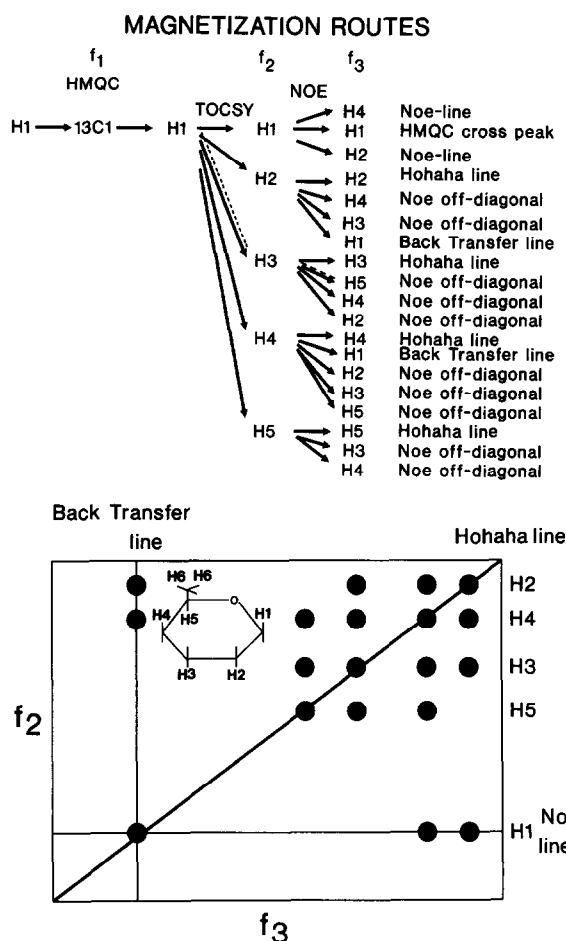 MAGNETIZATION ROUTES
f1 f2 f3
HMQC
TOCSY NOE
H1 13C1 H1 H1
H4 Noe-line
H1 HMQC cross peak
H2 Noe-line
H2 H2 Hohaha line
H4 Noe off-diagonal
H3 Noe off-diagonal
H1 Back Transfer line
H3 H3 Hohaha line
H5 Noe off-diagonal
H4 Noe off-diagonal
H2 Noe off-diagonal
H4 H4 Hohaha line
H1 Back Transfer line
H2 Noe off-diagonal
H3 Noe off-diagonal
H5 Noe off-diagonal
H5 H5 Hohaha line
H3 Noe off-diagonal
H4 Noe off-diagonal
Back Transfer
line
Hohaha line
H6 H6
O
H4 H5 H1
H3 H2
H2
H4
H3
H5
H1 No
line
f2
f3